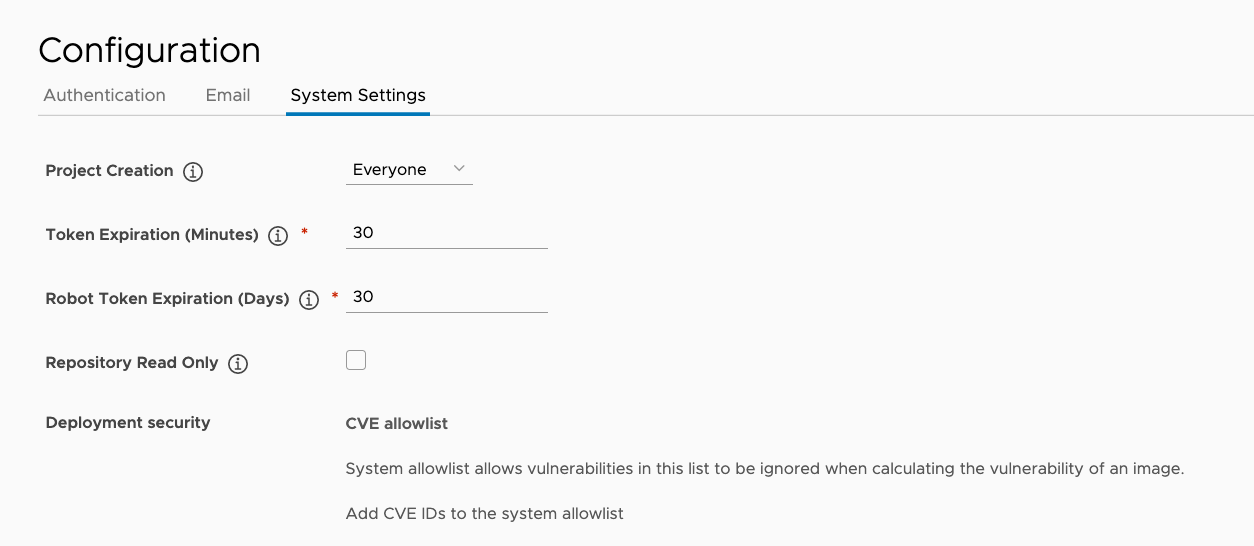 Configuration
Authentication Email System Settings
Project Creation Everyone
Token Expiration (Minutes) * 30
Robot Token Expiration (Days) * 30
Repository Read Only
Deployment security CVE allowlist
System allowlist allows vulnerabilities in this list to be ignored when calculating the vulnerability of an image.
Add CVE IDs to the system allowlist